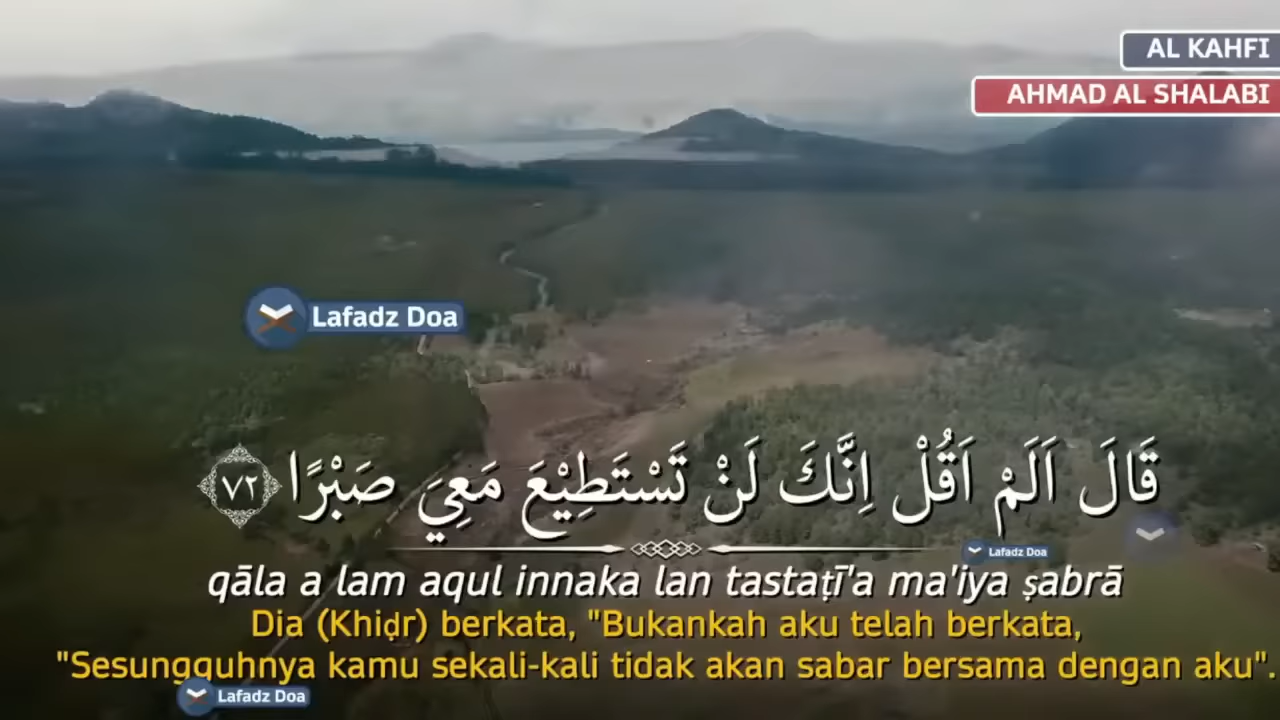 AL KAHFI
AHMAD AL SHALABI
Lafadz Doa
قَالَ اَلَمْ اَقُلْ اِنَّكَ لَنْ تَسْتَطِيْعَ مَعِيَ صَبْرًا ٧٢
Lafadz Doa
qāla a lam aqul innaka lan tastaṭī'a ma'iya ṣabrā
Dia (Khiḍr) berkata, "Bukankah aku telah berkata,
"Sesungguhnya kamu sekali-kali tidak akan sabar bersama dengan aku".
Lafadz Doa